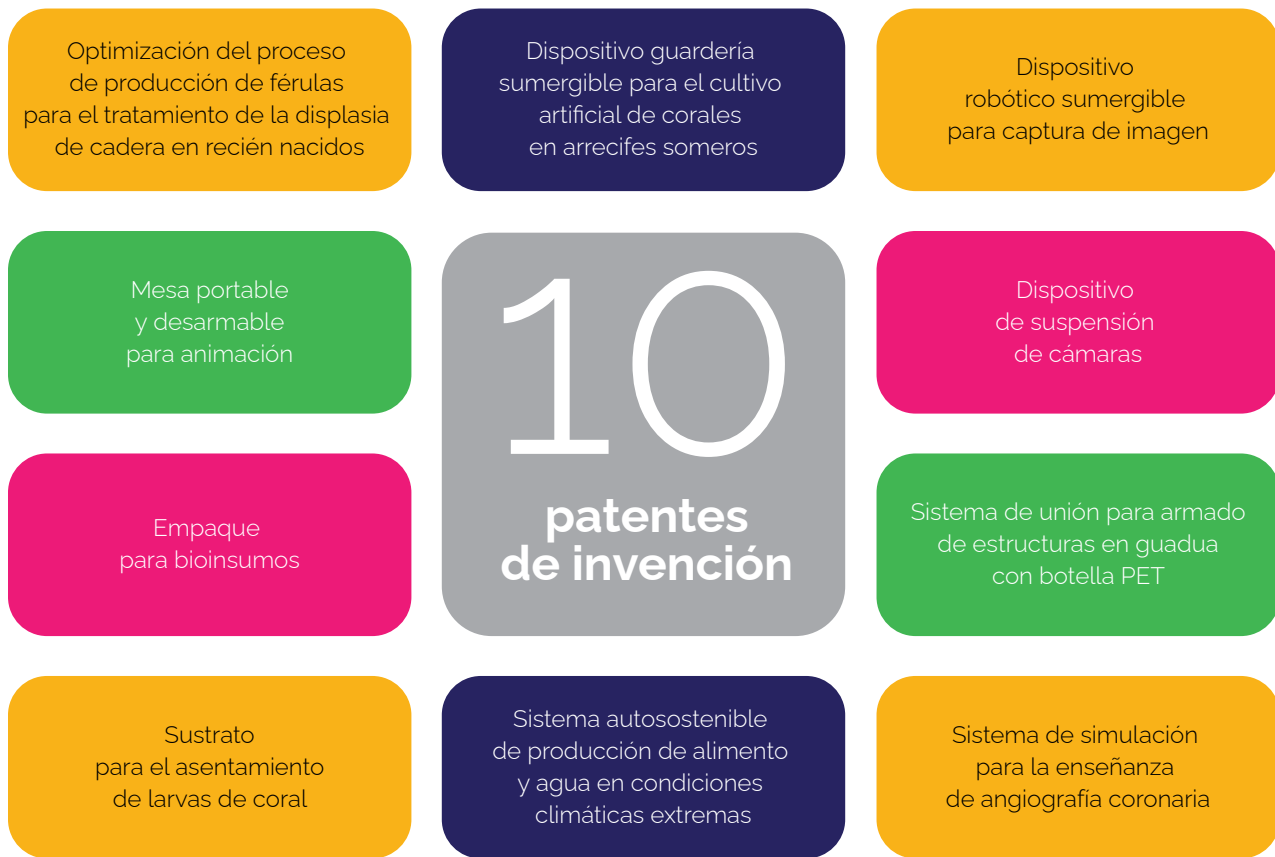 Optimización del proceso
de producción de férulas
para el tratamiento de la displasia
de cadera en recién nacidos
Dispositivo guardería
sumergible para el cultivo
artificial de corales
en arrecifes someros
Dispositivo
robótico sumergible
para captura de imagen
Mesa portable
y desarmable
para animación
10
patentes
de invención
Dispositivo
de suspensión
de cámaras
Empaque
para bioinsumos
Sistema de unión para armado
de estructuras en guadua
con botella PET
Sustrato
para el asentamiento
de larvas de coral
Sistema autosostenible
de producción de alimento
y agua en condiciones
climáticas extremas
Sistema de simulación
para la enseñanza
de angiografía coronaria